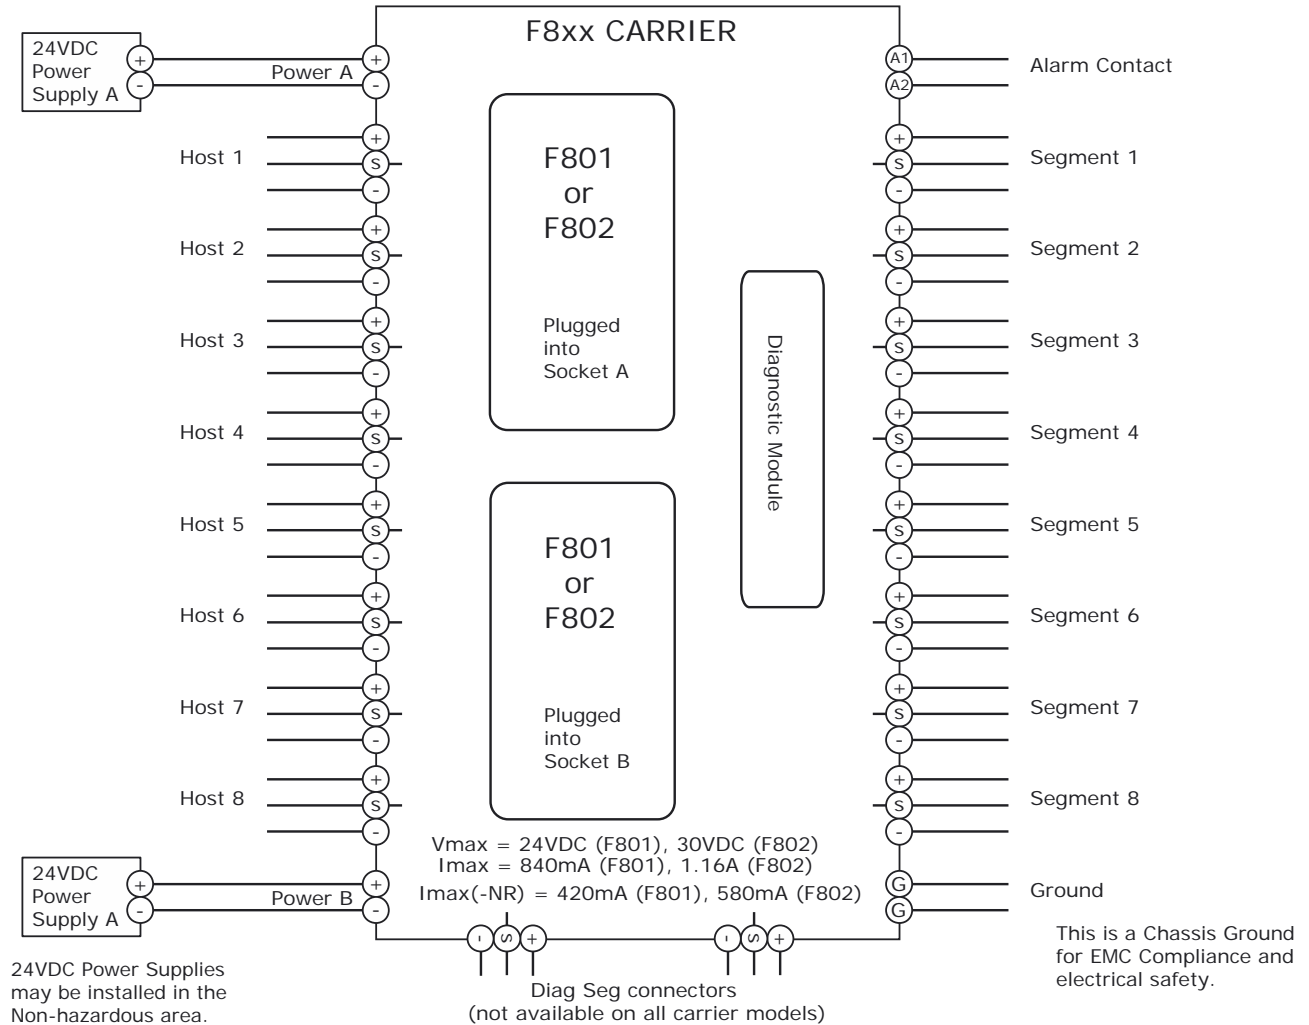 F8xx CARRIER
24VDC
Power
Supply A
+
-
Power A
+
-
A1
A2
Alarm Contact
Host 1
+
S
-
+
S
-
Segment 1
Host 2
+
S
-
+
S
-
Segment 2
Host 3
+
S
-
+
S
-
Segment 3
Host 4
+
S
-
+
S
-
Segment 4
Host 5
+
S
-
+
S
-
Segment 5
Host 6
+
S
-
+
S
-
Segment 6
Host 7
+
S
-
+
S
-
Segment 7
Host 8
+
S
-
+
S
-
Segment 8
F801
or
F802
Plugged
into
Socket A
Diagnostic Module
F801
or
F802
Plugged
into
Socket B
Vmax = 24VDC (F801), 30VDC (F802)
Imax = 840mA (F801), 1.16A (F802)
Imax(-NR) = 420mA (F801), 580mA (F802)
24VDC
Power
Supply A
+
-
Power B
+
-
G
G
Ground
This is a Chassis Ground
for EMC Compliance and
electrical safety.
- S +
- S +
Diag Seg connectors
(not available on all carrier models)
24VDC Power Supplies
may be installed in the
Non-hazardous area.